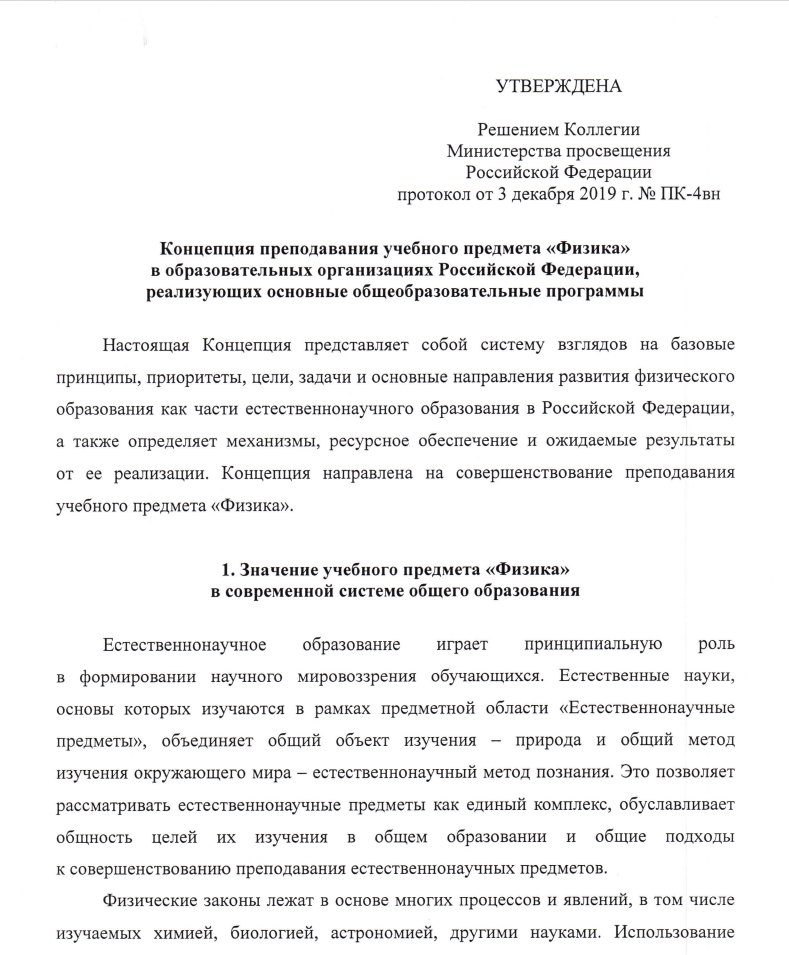 УТВЕРЖДЕНА
Решением Коллегии
Министерства просвещения
Российской Федерации
протокол от 3 декабря 2019 г. № ПК-4вн
Концепция преподавания учебного предмета «Физика»
в образовательных организациях Российской Федерации,
реализующих основные общеобразовательные программы
Настоящая Концепция представляет собой систему взглядов на базовые
принципы, приоритеты, цели, задачи и основные направления развития физического
образования как части естественнонаучного образования в Российской Федерации,
а также определяет механизмы, ресурсное обеспечение и ожидаемые результаты
от ее реализации. Концепция направлена на совершенствование преподавания
учебного предмета «Физика».
1. Значение учебного предмета «Физика»
в современной системе общего образования
Естественнонаучное образование играет принципиальную роль
в формировании научного мировоззрения обучающихся. Естественные науки,
основы которых изучаются в рамках предметной области «Естественнонаучные
предметы», объединяет общий объект изучения – природа и общий метод
изучения окружающего мира – естественнонаучный метод познания. Это позволяет
рассматривать естественнонаучные предметы как единый комплекс, обуславливает
общность целей их изучения в общем образовании и общие подходы
к совершенствованию преподавания естественнонаучных предметов.
Физические законы лежат в основе многих процессов и явлений, в том числе
изучаемых химией, биологией, астрономией, другими науками. Использование